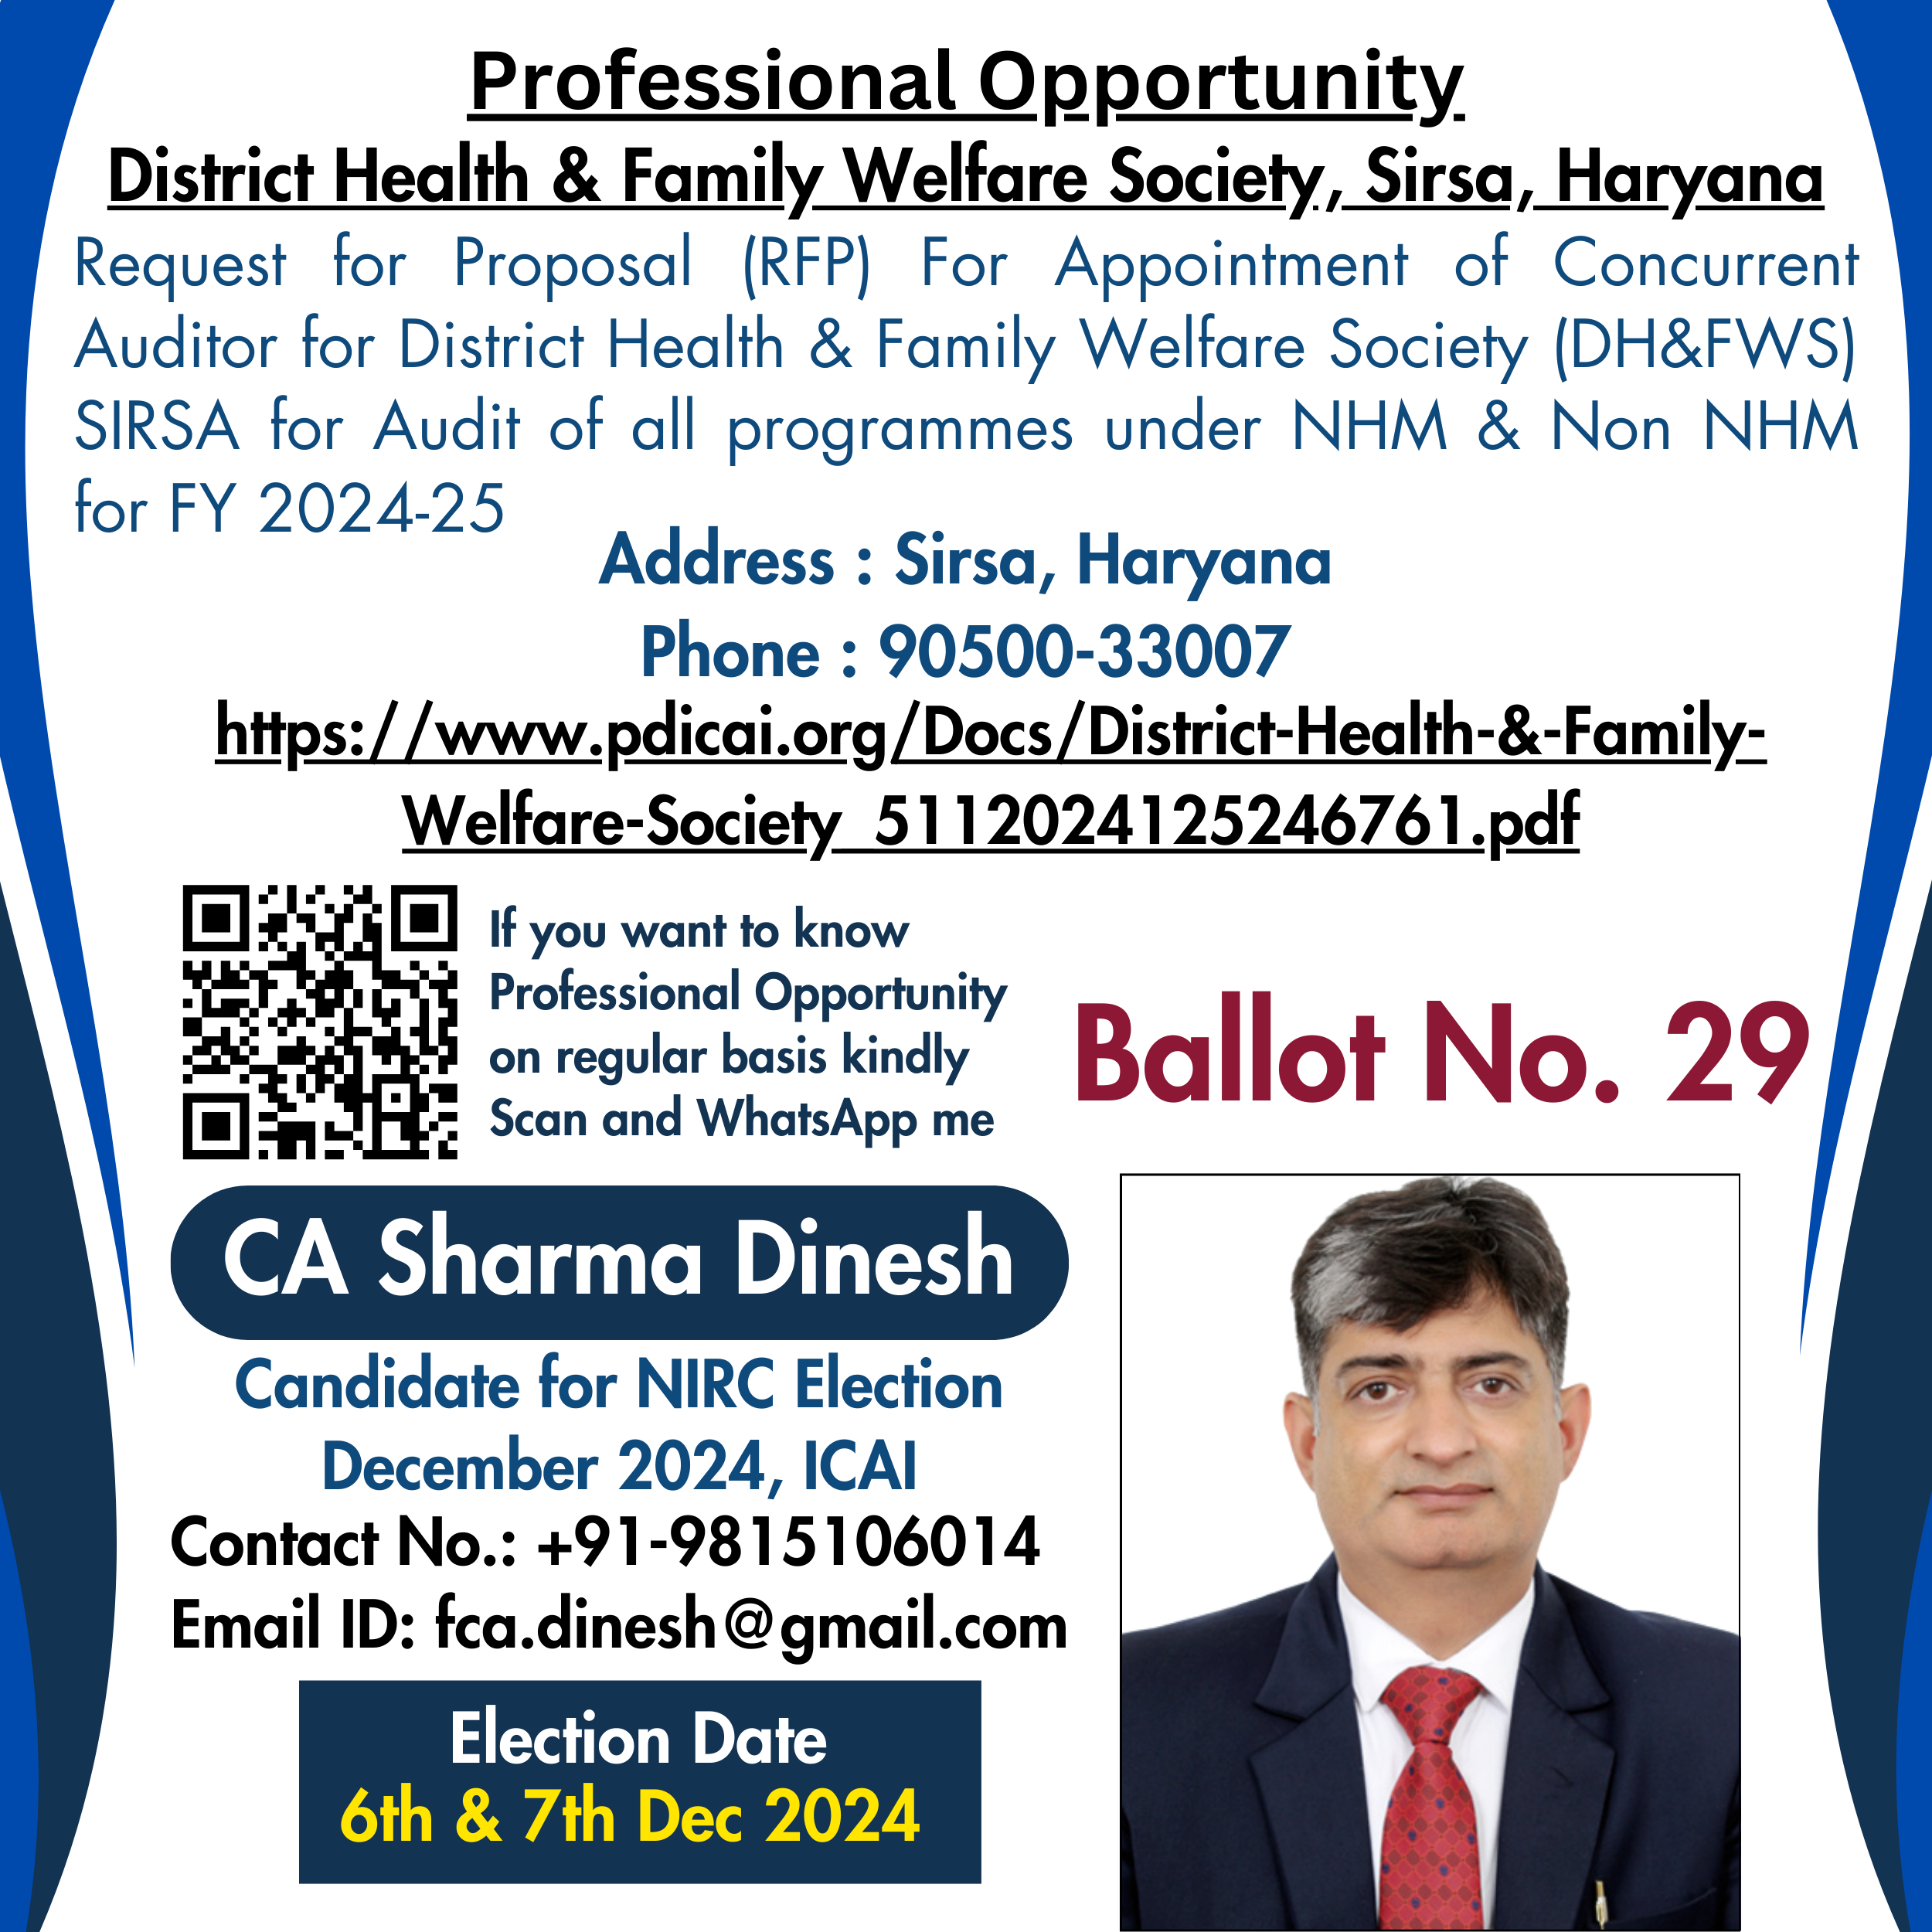 Professional Opportunity
District Health & Family Welfare Society, Sirsa, Haryana
Request for Proposal (RFP) For Appointment of Concurrent
Auditor for District Health & Family Welfare Society (DH&FWS)
SIRSA for Audit of all programmes under NHM & Non NHM
for FY 2024-25
Address : Sirsa, Haryana
Phone : 90500-33007
https://www.pdicai.org/Docs/District-Health-&-Family-
Welfare-Society_5112024125246761.pdf
If you want to know
Professional Opportunity
on regular basis kindly
Scan and WhatsApp me
Ballot No. 29
CA Sharma Dinesh
Candidate for NIRC Election
December 2024, ICAI
Contact No.: +91-9815106014
Email ID: fca.dinesh@gmail.com
Election Date
6th & 7th Dec 2024